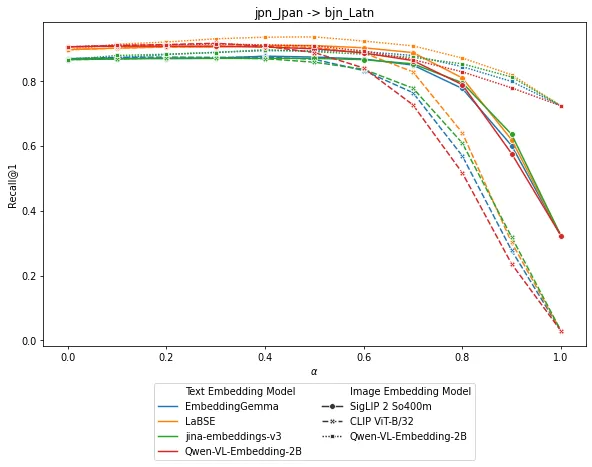 jpn_Jpan -> bjn_Latn
Recall@1
0.8
0.6
0.4
0.2
0.0
0.0 0.2 0.4 0.6 0.8 1.0
α
Text Embedding Model
EmbeddingGemma
LaBSE
jina-embeddings-v3
Qwen-VL-Embedding-2B
Image Embedding Model
SigLIP 2 So400m
CLIP ViT-B/32
Qwen-VL-Embedding-2B